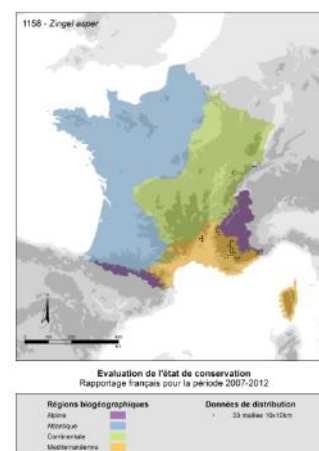 1158 - Zingel asper
Evaluation de l'état de conservation
Rapportage français pour la période 2007-2012
Régions biogéographiques
Alpine
Atlantique
Continentale
Méditerranéenne
Données de distribution
33 mailles 10x10km